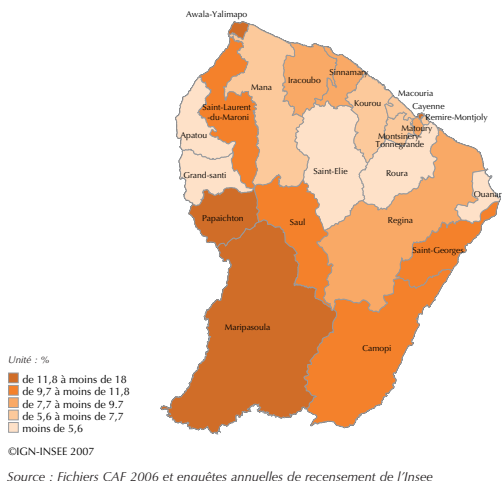 Awala-Yalimapo
Sinnamary
Iracoubo
Mana
Macouria
Kourou
Cayenne
Saint-Laurent
-du-Maroni
Remire-Montjoly
Matoury
Apatou
Montsinery
Tonnegrande
Saint-Elie
Roura
Grand-santi
Ouanary
Papaichton
Saul
Regina
Saint-Georges
Maripasoula
Camopi
Unité : %
de 11,8 à moins de 18
de 9,7 à moins de 11,8
de 7,7 à moins de 9.7
de 5,6 à moins de 7,7
moins de 5,6
©IGN-INSEE 2007
Source : Fichiers CAF 2006 et enquêtes annuelles de recensement de l'Insee